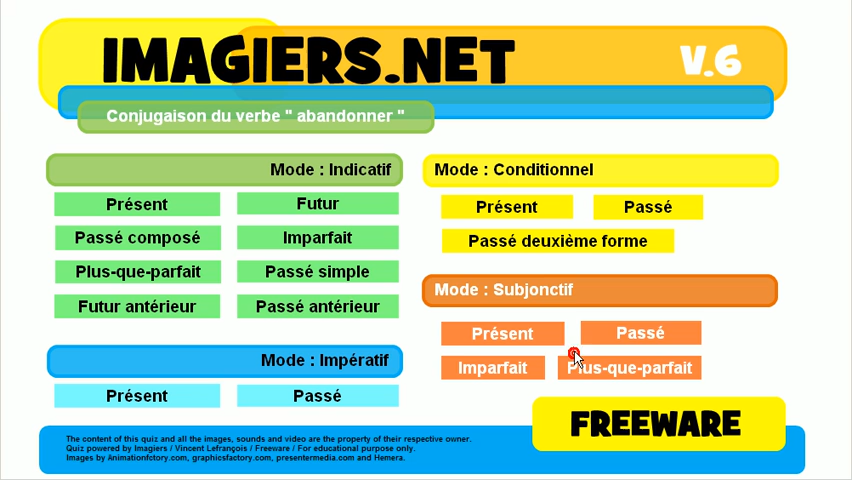 IMAGIERS.NET
V.6
Conjugaison du verbe " abandonner "
Mode : Indicatif
Présent
Futur
Passé composé
Imparfait
Plus-que-parfait
Passé simple
Futur antérieur
Passé antérieur
Mode : Impératif
Présent
Passé
Mode : Conditionnel
Présent
Passé
Passé deuxième forme
Mode : Subjonctif
Présent
Passé
Imparfait
Plus-que-parfait
FREEWARE
The content of this quiz and all the images, sounds and video are the property of their respective owner.
Quiz powered by Imagiers / Vincent Lefrançois / Freeware / For educational purpose only.
Images by Animationfctory.com, graphicsfactory.com, presentermedia.com and Hemera.